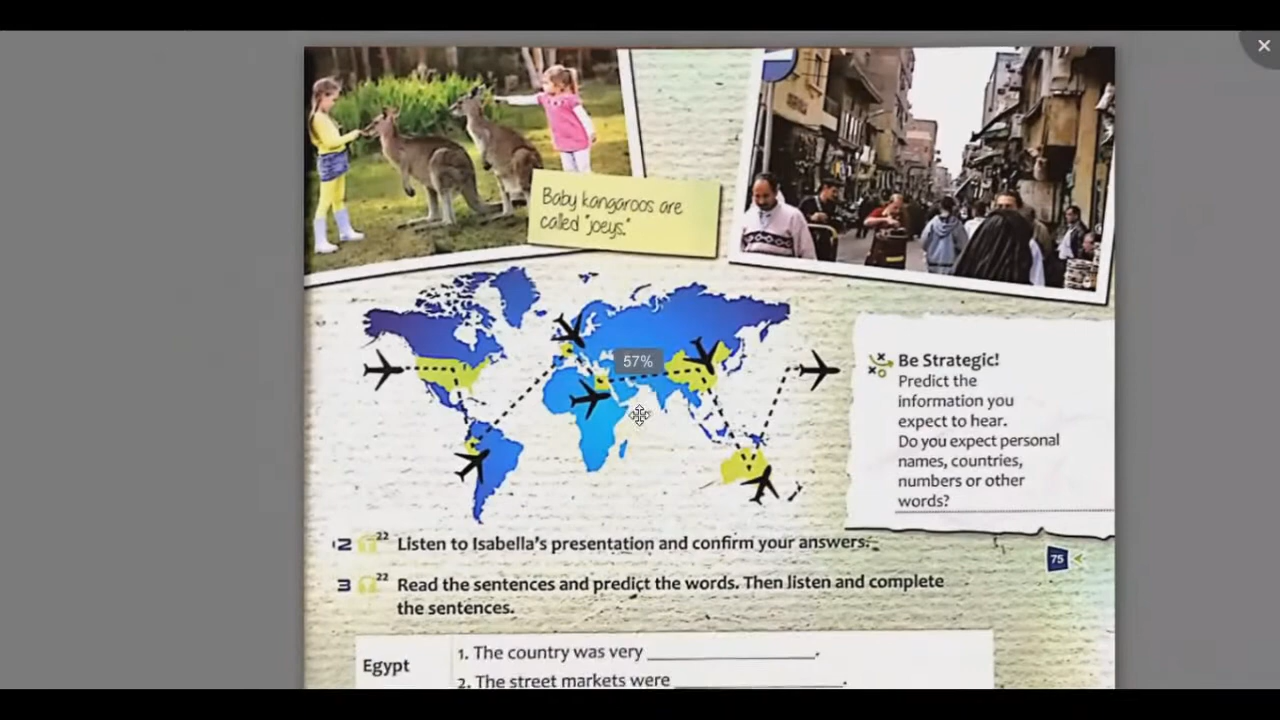 Baby kangaroos are
called "joeys."
57%
Be Strategic!
Predict the
information you
expect to hear.
Do you expect personal
names, countries,
numbers or other
words?
2 22 Listen to Isabella's presentation and confirm your answers.
75
3 22 Read the sentences and predict the words. Then listen and complete
the sentences.
Egypt
1. The country was very ____________.
2. The street markets were ____________.